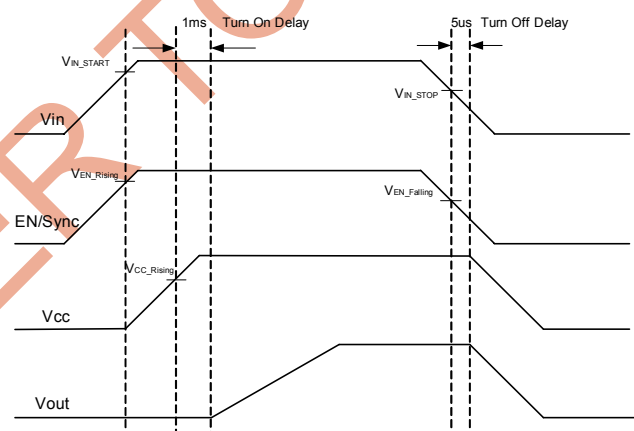 1ms Turn On Delay
5us Turn Off Delay
VIN_START
VIN_STOP
Vin
VEN_Rising
VEN_Falling
EN/Sync
VCC_Rising
Vcc
Vout